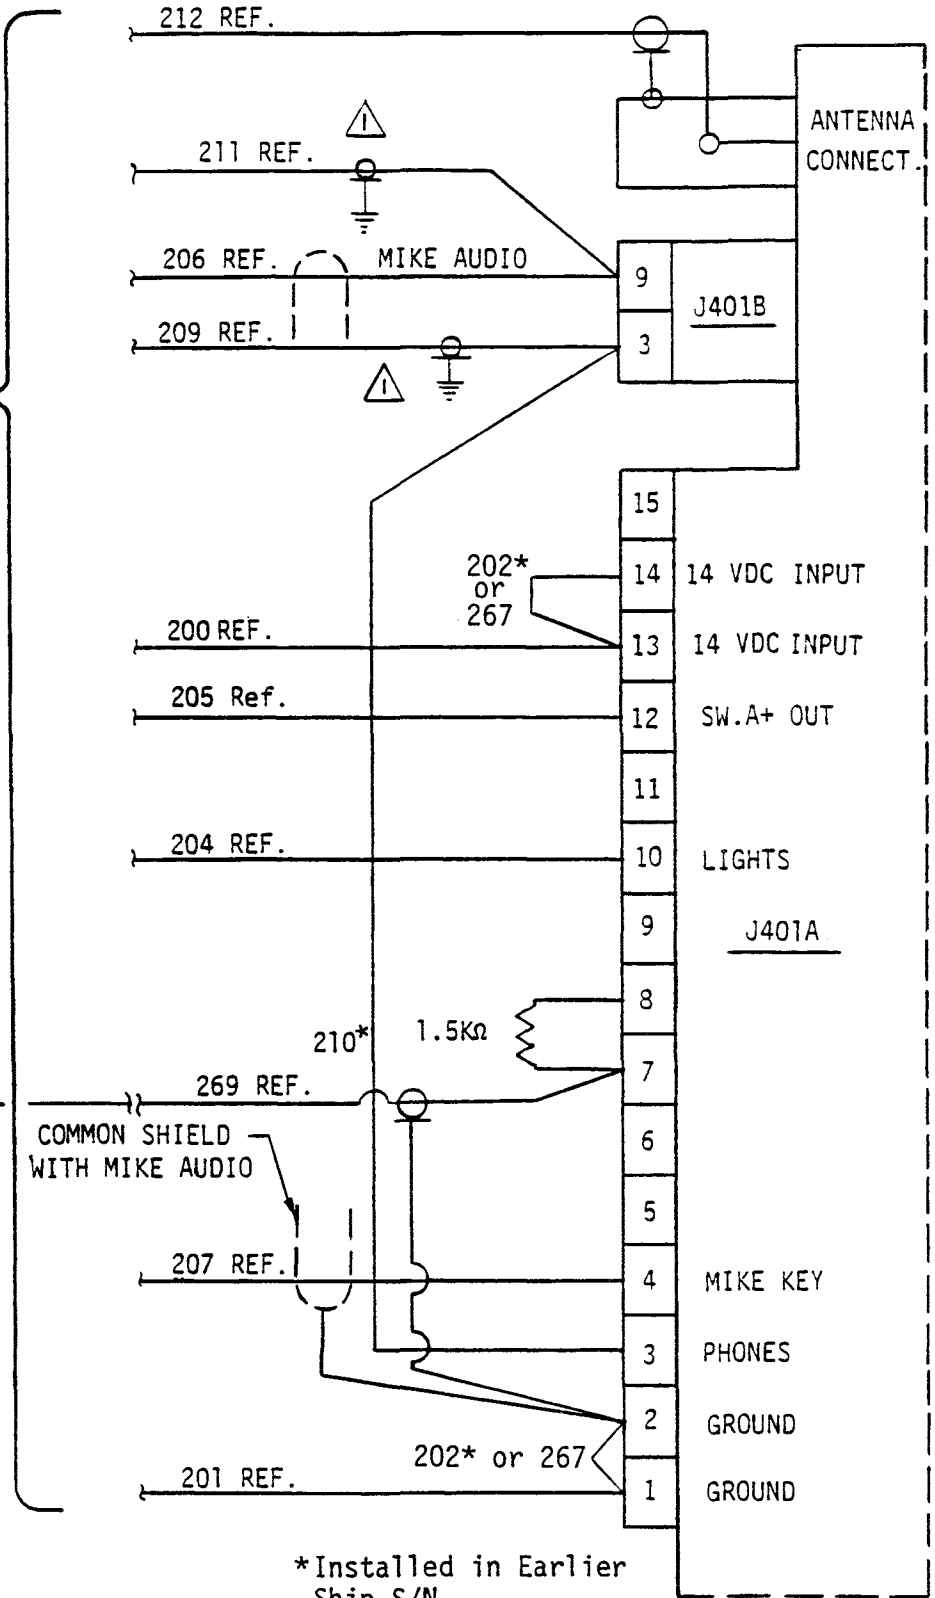 212 REF.
ANTENNA
CONNECT.
1
211 REF.
206 REF.
MIKE AUDIO
9
J401B
209 REF.
3
1
15
202*
or
267
14
14 VDC INPUT
200 REF.
13
14 VDC INPUT
205 Ref.
12
SW.A+ OUT
11
204 REF.
10
LIGHTS
9
J401A
8
210*
1.5KΩ
7
269 REF.
COMMON SHIELD
WITH MIKE AUDIO
6
5
207 REF.
4
MIKE KEY
3
PHONES
2
GROUND
202* or 267
201 REF.
1
GROUND
*Installed in Earlier
Ship S/N